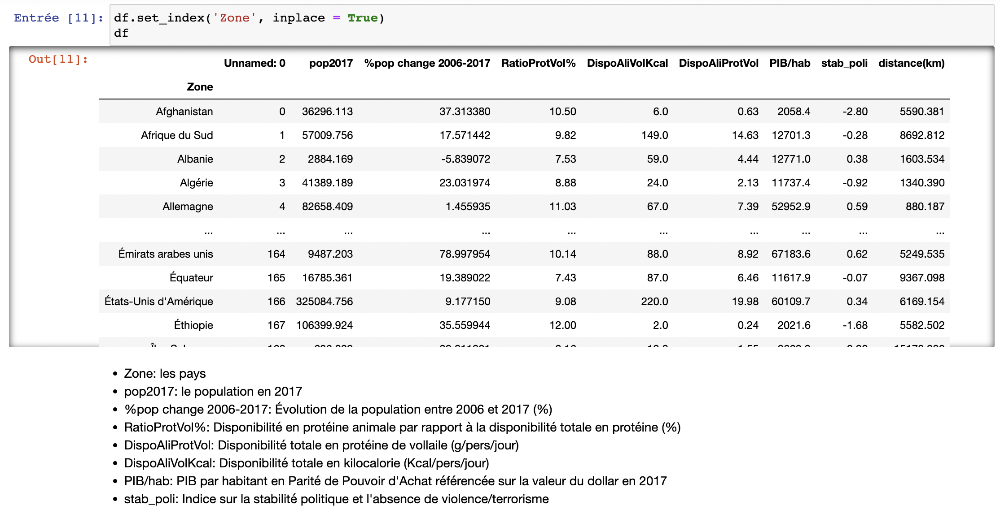 Entrée [11]: df.set_index('Zone', inplace = True)
df
Out[11]:
Unnamed: 0 pop2017 %pop change 2006-2017 RatioProtVol% DispoAliVolKcal DispoAliProtVol PIB/hab stab_poli distance(km)
Zone
Afghanistan 0 36296.113 37.313380 10.50 6.0 0.63 2058.4 -2.80 5590.381
Afrique du Sud 1 57009.756 17.571442 9.82 149.0 14.63 12701.3 -0.28 8692.812
Albanie 2 2884.169 -5.839072 7.53 59.0 4.44 12771.0 0.38 1603.534
Algérie 3 41389.189 23.031974 8.88 24.0 2.13 11737.4 -0.92 1340.390
Allemagne 4 82658.409 1.455935 11.03 67.0 7.39 52952.9 0.59 880.187
... ... ... ... ... ... ... ... ... ...
Émirats arabes unis 164 9487.203 78.997954 10.14 88.0 8.92 67183.6 0.62 5249.535
Équateur 165 16785.361 19.389022 7.43 87.0 6.46 11617.9 -0.07 9367.098
États-Unis d'Amérique 166 325084.756 9.177150 9.08 220.0 19.98 60109.7 0.34 6169.154
Éthiopie 167 106399.924 35.559944 12.00 2.0 0.24 2021.6 -1.68 5582.502
Îles Salomon 168
• Zone: les pays
• pop2017: le population en 2017
• %pop change 2006-2017: Évolution de la population entre 2006 et 2017 (%)
• RatioProtVol%: Disponibilité en protéine animale par rapport à la disponibilité totale en protéine (%)
• DispoAliProtVol: Disponibilité totale en protéine de vollaile (g/pers/jour)
• DispoAliVolKcal: Disponibilité totale en kilocalorie (Kcal/pers/jour)
• PIB/hab: PIB par habitant en Parité de Pouvoir d'Achat référencée sur la valeur du dollar en 2017
• stab_poli: Indice sur la stabilité politique et l'absence de violence/terrorisme